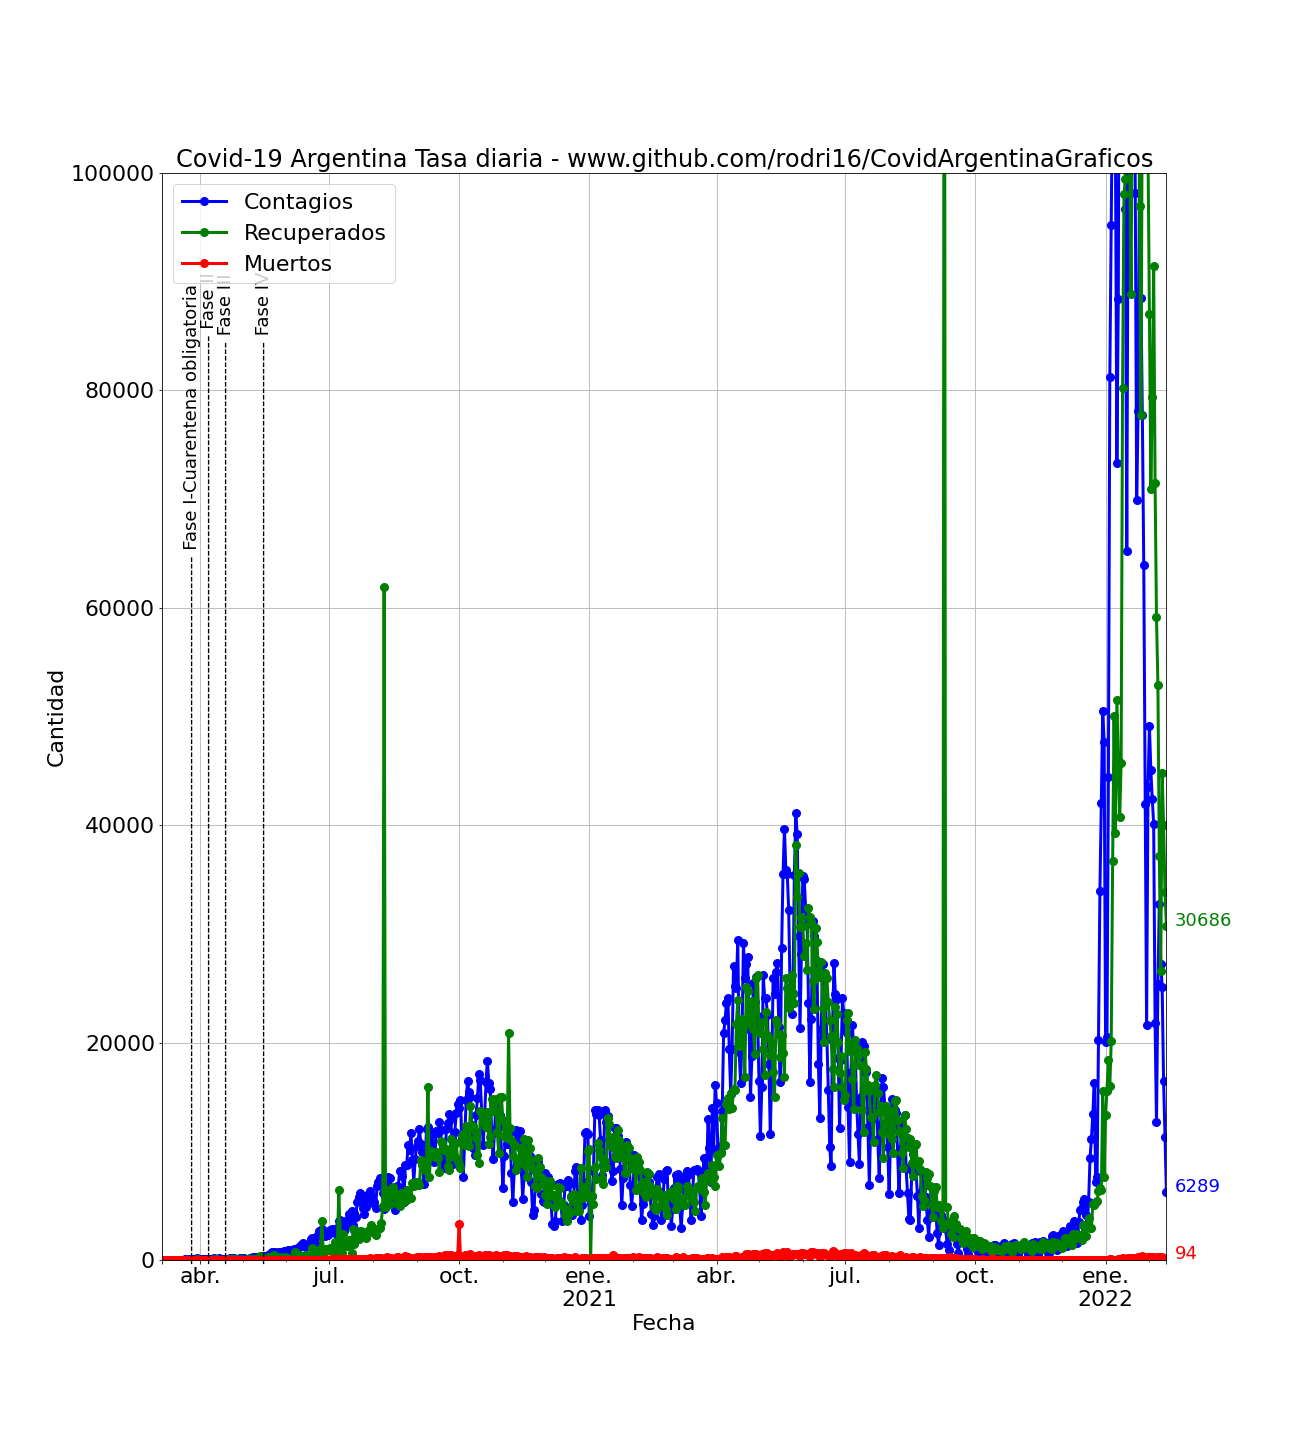 Covid-19 Argentina Tasa diaria - www.github.com/rodri16/CovidArgentinaGraficos
100000
80000
60000
40000
20000
0
Cantidad
Contagios
Recuperados
Muertos
Fase I-Cuarentena obligatoria
Fase II
Fase III
Fase IV
30686
6289
94
abr.
jul.
oct.
ene.
2021
abr.
jul.
oct.
ene.
2022
Fecha